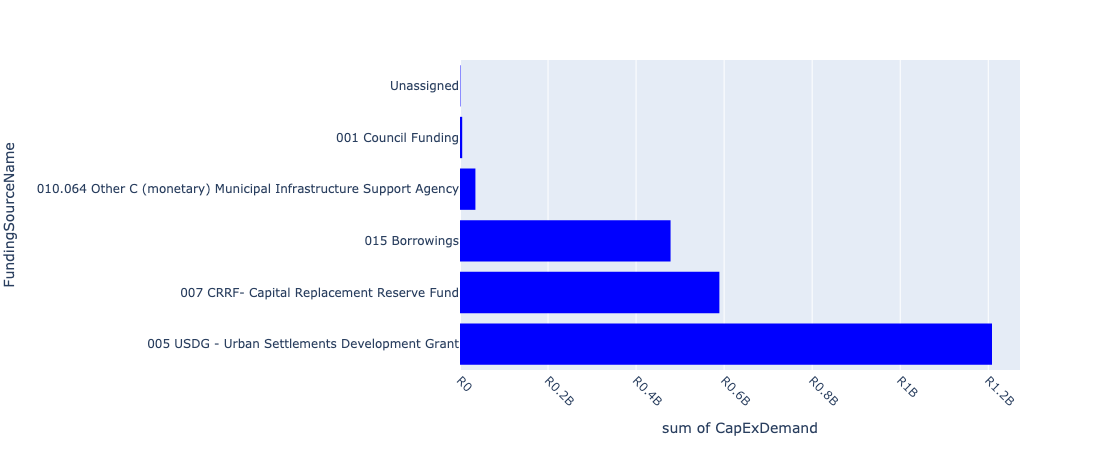 Unassigned
001 Council Funding
010.064 Other C (monetary) Municipal Infrastructure Support Agency
015 Borrowings
007 CRRF- Capital Replacement Reserve Fund
005 USDG - Urban Settlements Development Grant
FundingSourceName
R0
R0.2B
R0.4B
R0.6B
R0.8B
R1B
R1.2B
sum of CapExDemand